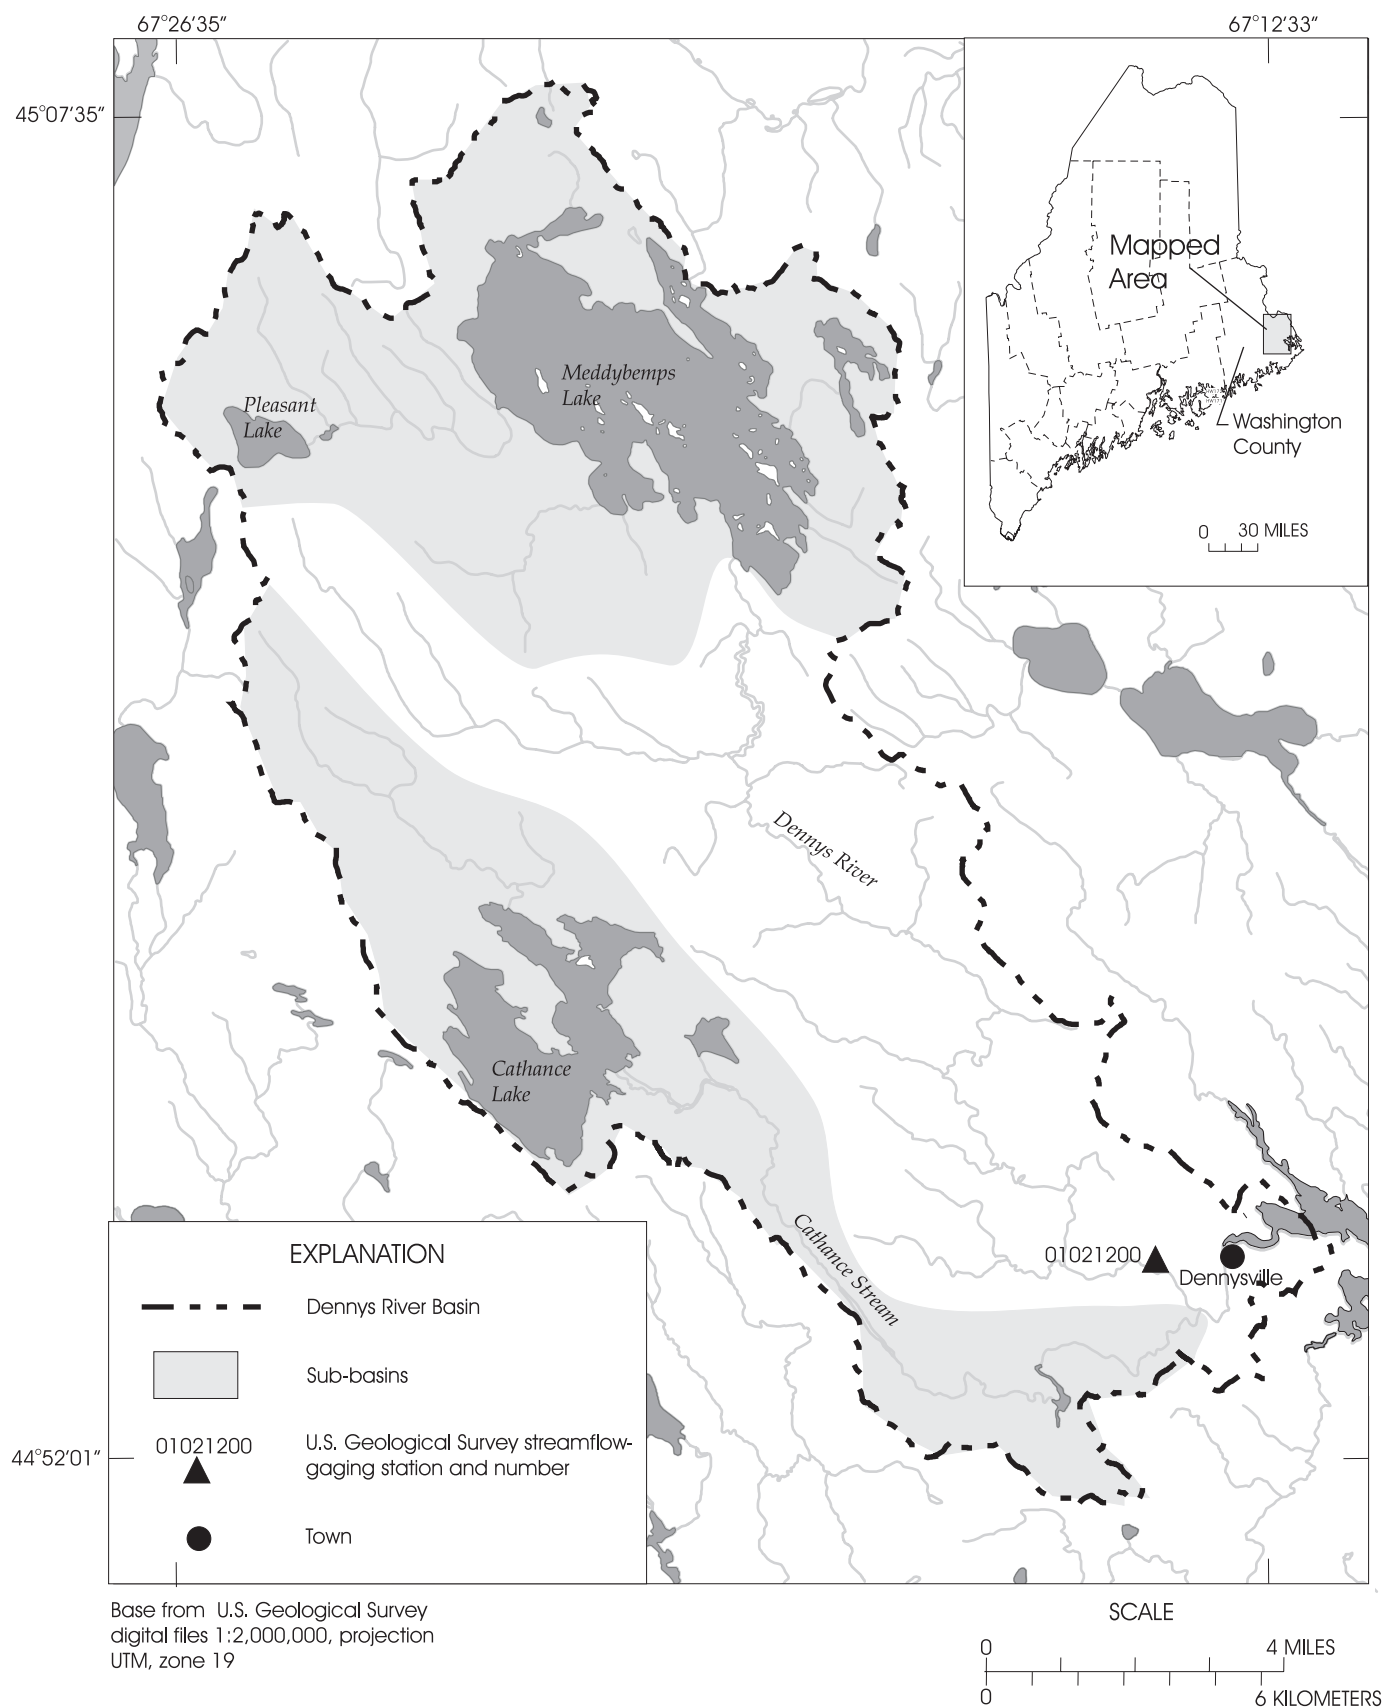 67°26'35"
67°12'33"
45°07'35"
Mapped
Area
Washington
County
0 30 MILES
Meddybemps
Lake
Pleasant
Lake
Dennys River
Cathance
Lake
Cathance Stream
01021200
Dennysville
EXPLANATION
Dennys River Basin
Sub-basins
01021200
U.S. Geological Survey streamflow-
gaging station and number
Town
44°52'01"
Base from U.S. Geological Survey
digital files 1:2,000,000, projection
UTM, zone 19
SCALE
0 4 MILES
0 6 KILOMETERS